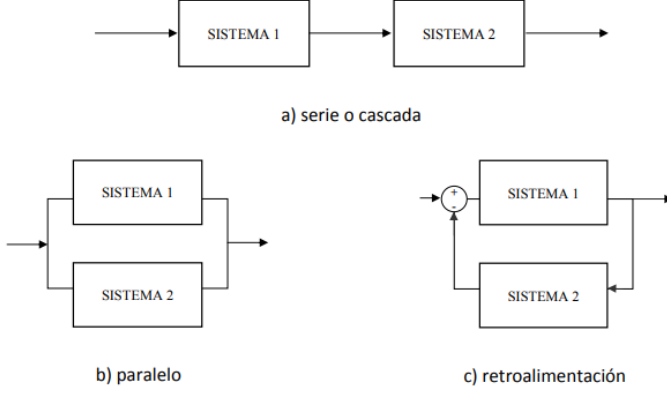 SISTEMA 1
SISTEMA 2
a) serie o cascada
SISTEMA 1
SISTEMA 2
b) paralelo
+
-
SISTEMA 1
SISTEMA 2
c) retroalimentación